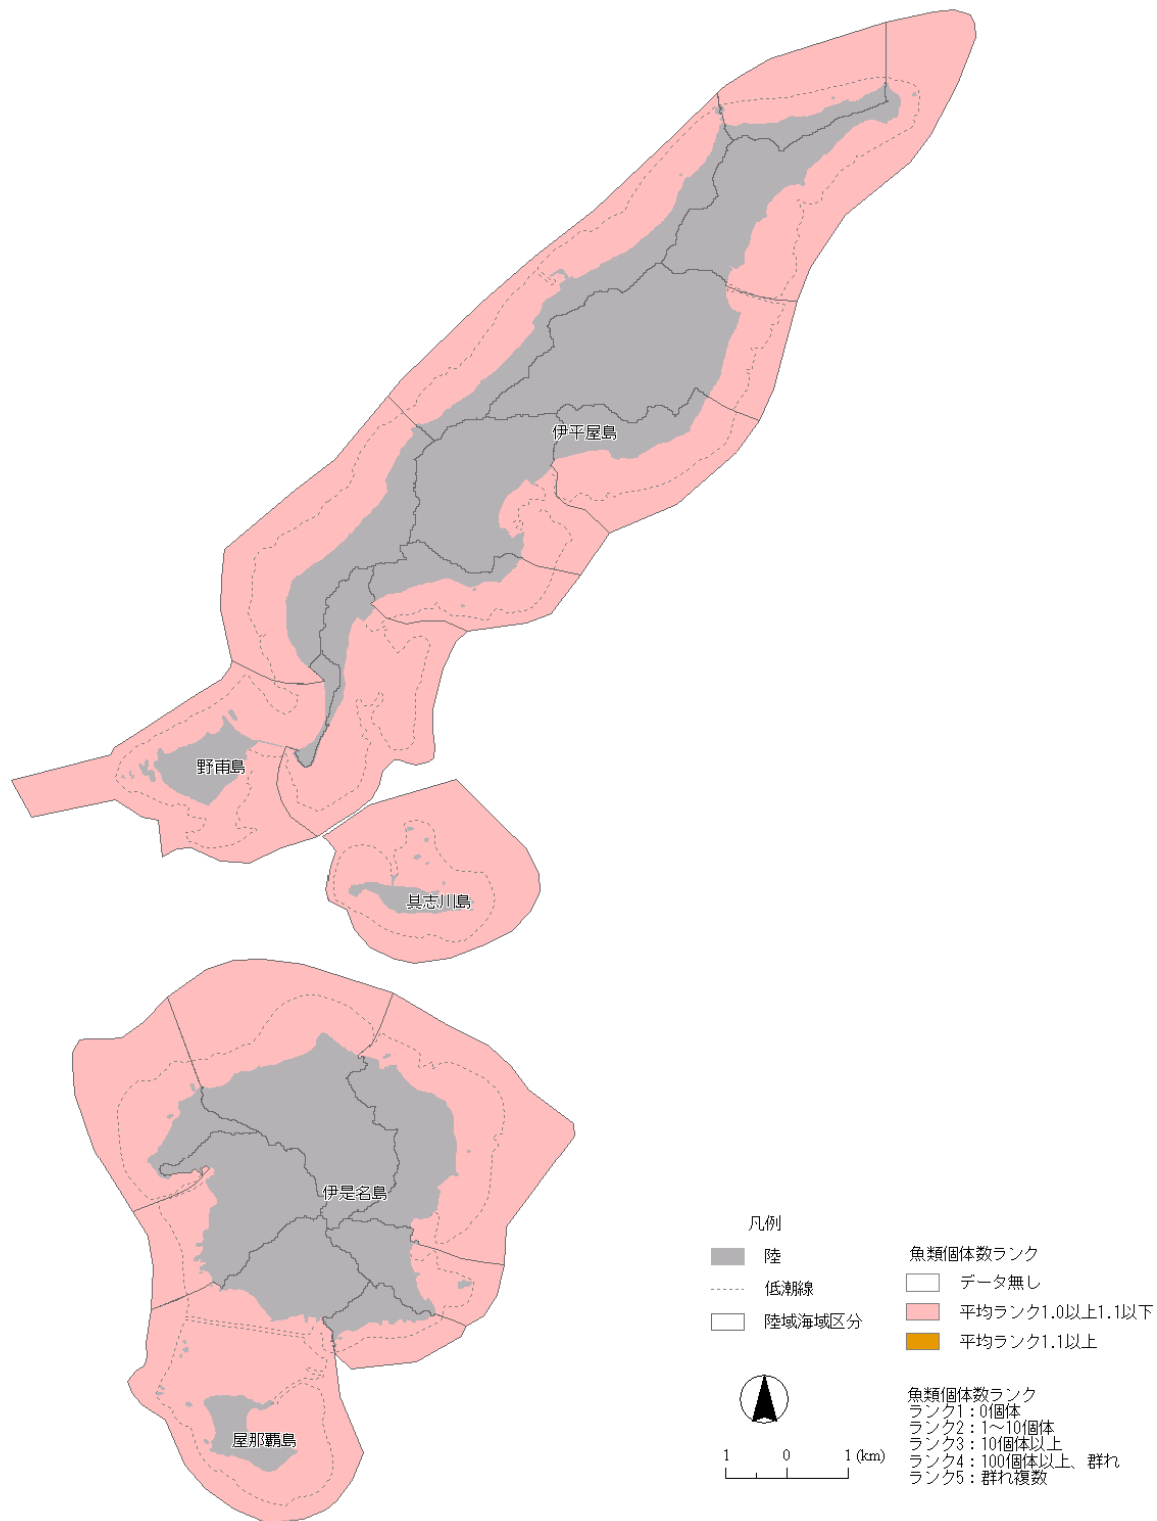 伊平屋島
野甫島
具志川島
伊是名島
屋那覇島
凡例
陸
低潮線
陸域海域区分
魚類個体数ランク
データ無し
平均ランク1.0以上1.1以下
平均ランク1.1以上
1 0 1 (km)
魚類個体数ランク
ランク1：0個体
ランク2：1～10個体
ランク3：10個体以上
ランク4：100個体以上、群れ
ランク5：群れ複数